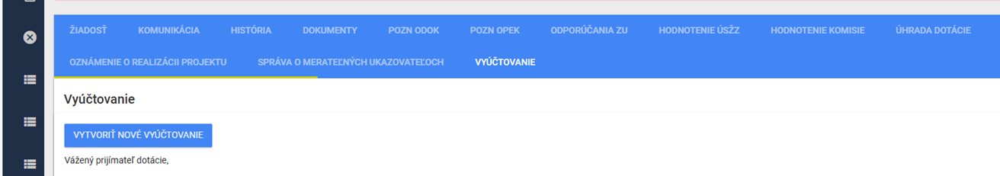 ŽIADOSŤ KOMUNIKÁCIA HISTÓRIA DOKUMENTY POZN ODOK POZN OPEK ODPORÚČANIA ZU HODNOTENIE ÚSŽZ HODNOTENIE KOMISIE ÚHRADA DOTÁCIE
OZNÁMENIE O REALIZÁCII PROJEKTU SPRÁVA O MERATEĽNÝCH UKAZOVATEĽOCH VYÚČTOVANIE
Vyúčtovanie
VYTVORIŤ NOVÉ VYÚČTOVANIE
Vážený prijímateľ dotácie,